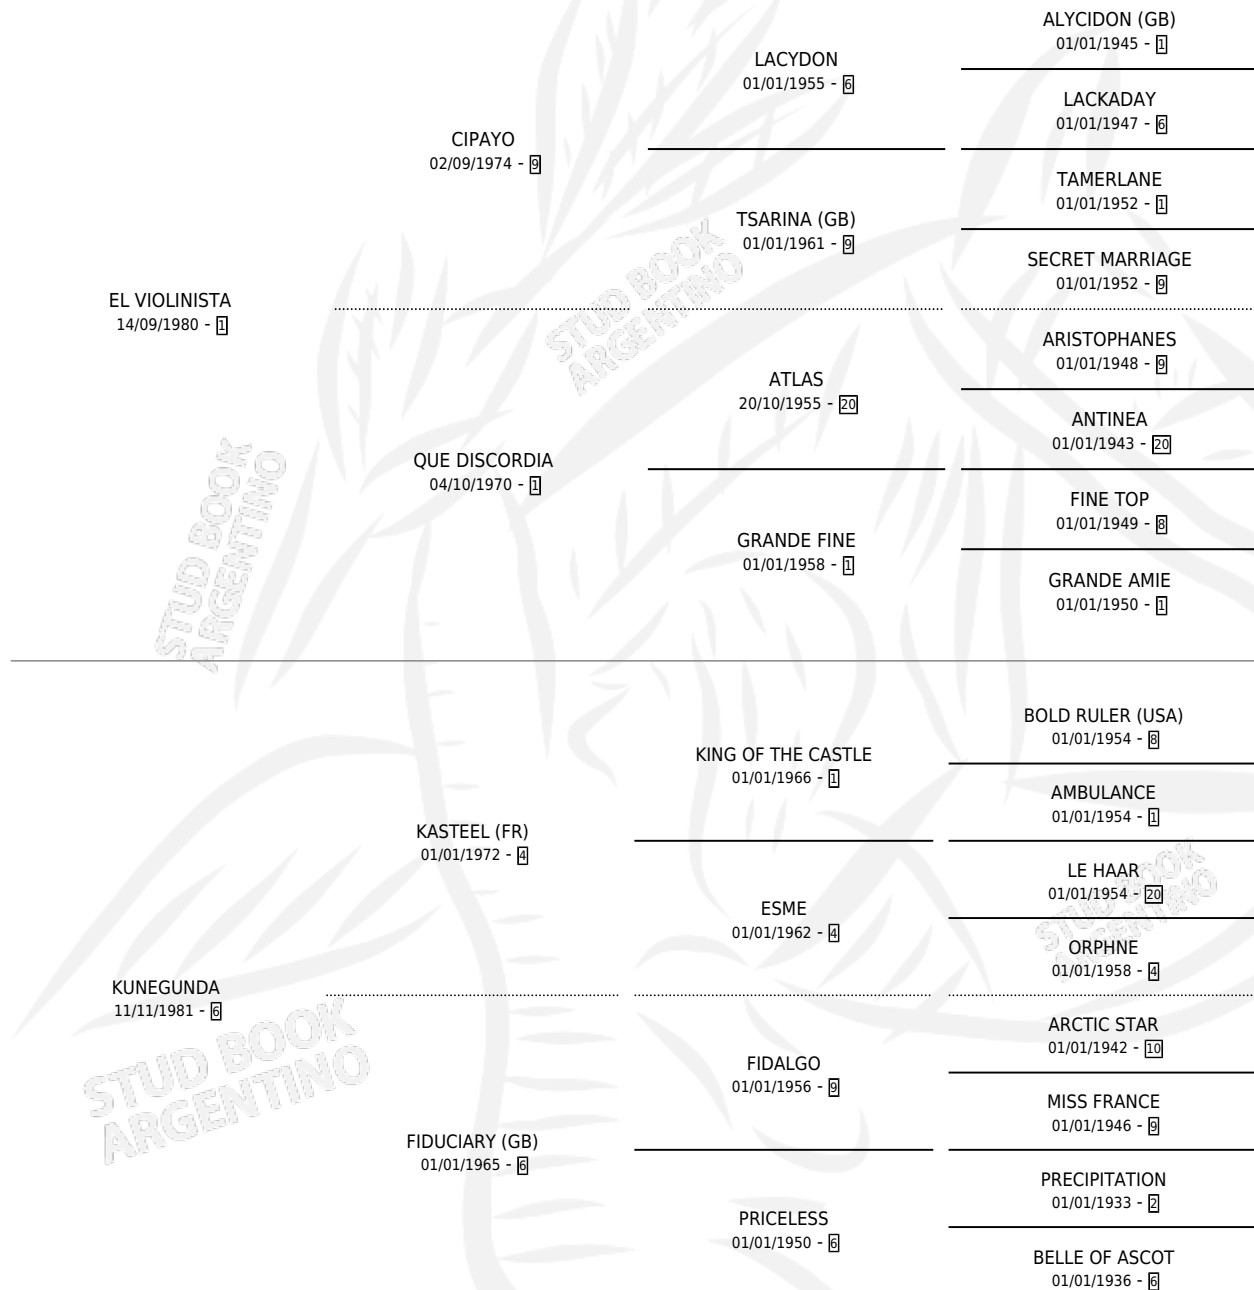 ALYCIDON (GB)
01/01/1945 - 1
LACYDON
01/01/1955 - 6
LACKADAY
01/01/1947 - 6
CIPAYO
02/09/1974 - 9
TAMERLANE
01/01/1952 - 1
TSARINA (GB)
01/01/1961 - 9
SECRET MARRIAGE
01/01/1952 - 9
EL VIOLINISTA
14/09/1980 - 1
ARISTOPHANES
01/01/1948 - 9
ATLAS
20/10/1955 - 20
ANTINEA
01/01/1943 - 20
QUE DISCORDIA
04/10/1970 - 1
FINE TOP
01/01/1949 - 8
GRANDE FINE
01/01/1958 - 1
GRANDE AMIE
01/01/1950 - 1
BOLD RULER (USA)
01/01/1954 - 8
KING OF THE CASTLE
01/01/1966 - 1
AMBULANCE
01/01/1954 - 1
KASTEEL (FR)
01/01/1972 - 4
LE HAAR
01/01/1954 - 20
ESME
01/01/1962 - 4
ORPHNE
01/01/1958 - 4
KUNEGUNDA
11/11/1981 - 6
ARCTIC STAR
01/01/1942 - 10
FIDALGO
01/01/1956 - 9
MISS FRANCE
01/01/1946 - 9
FIDUCIARY (GB)
01/01/1965 - 6
PRECIPITATION
01/01/1933 - 2
PRICELESS
01/01/1950 - 6
BELLE OF ASCOT
01/01/1936 - 6
STUD BOOK
ARGENTINO
STUD BOOK
ARGENTINO
STUD BOOK
ARGENTINO
STUD BOOK
ARGENTINO